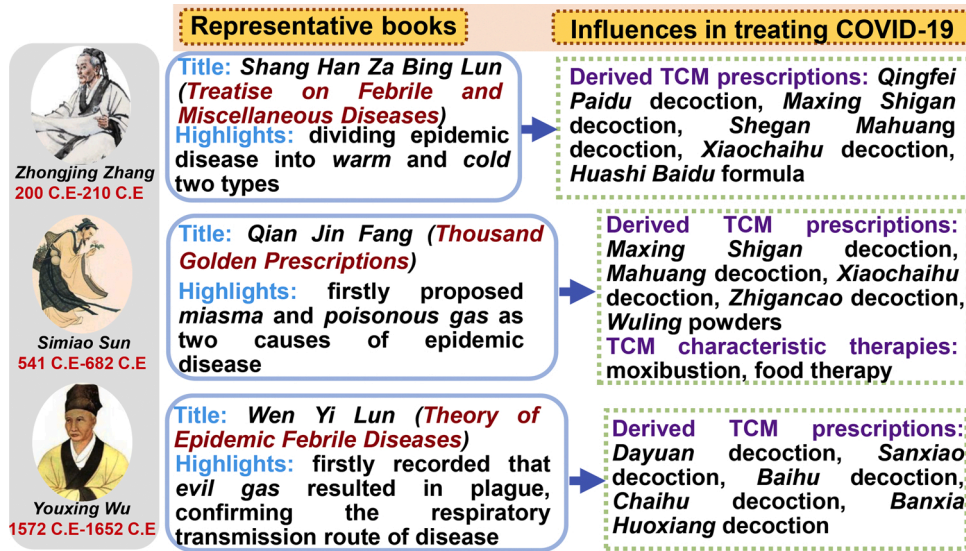 Representative books
Influences in treating COVID-19
Zhongjing Zhang
200 C.E-210 C.E
Title: Shang Han Za Bing Lun
(Treatise on Febrile and
Miscellaneous Diseases)
Highlights: dividing epidemic
disease into warm and cold
two types
Derived TCM prescriptions: Qingfei
Paidu decoction, Maxing Shigan
decoction, Shegan Mahuang
decoction, Xiaochaihu decoction,
Huashi Baidu formula
Simiao Sun
541 C.E-682 C.E
Title: Qian Jin Fang (Thousand
Golden Prescriptions)
Highlights: firstly proposed
miasma and poisonous gas as
two causes of epidemic
disease
Derived TCM prescriptions:
Maxing Shigan decoction,
Mahuang decoction, Xiaochaihu
decoction, Zhigancao decoction,
Wuling powders
TCM characteristic therapies:
moxibustion, food therapy
Youxing Wu
1572 C.E-1652 C.E
Title: Wen Yi Lun (Theory of
Epidemic Febrile Diseases)
Highlights: firstly recorded that
evil gas resulted in plague,
confirming the respiratory
transmission route of disease
Derived TCM prescriptions:
Dayuan decoction, Sanxiao
decoction, Baihu decoction,
Chaihu decoction, Banxia
Huoxiang decoction